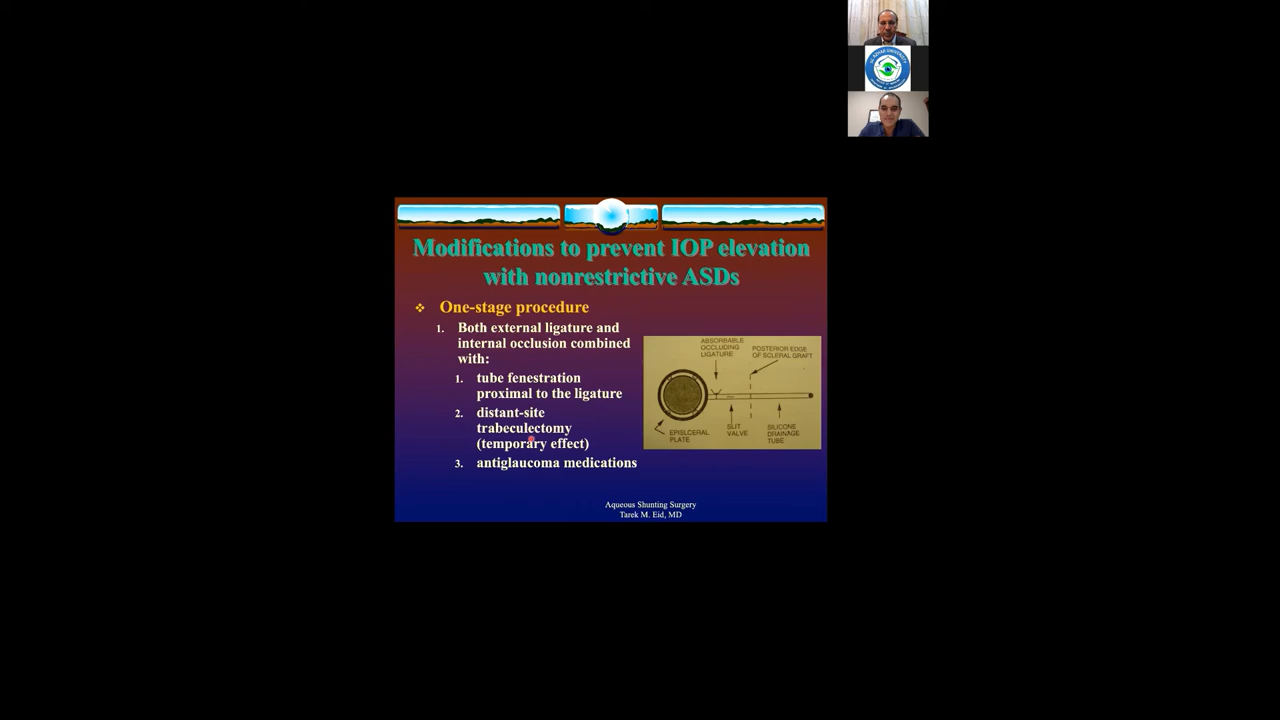 Modifications to prevent IOP elevation
with nonrestrictive ASDs
One-stage procedure
1. Both external ligature and
internal occlusion combined
with:
1. tube fenestration
proximal to the ligature
2. distant-site
trabeculectomy
(temporary effect)
3. antiglaucoma medications
ABSORBABLE
OCCLUDING
LIGATURE
POSTERIOR EDGE
OF SCLERAL GRAFT
EPISLCERAL
PLATE
SLIT
VALVE
SILICONE
DRAINAGE
TUBE
Aqueous Shunting Surgery
Tarek M. Eid, MD